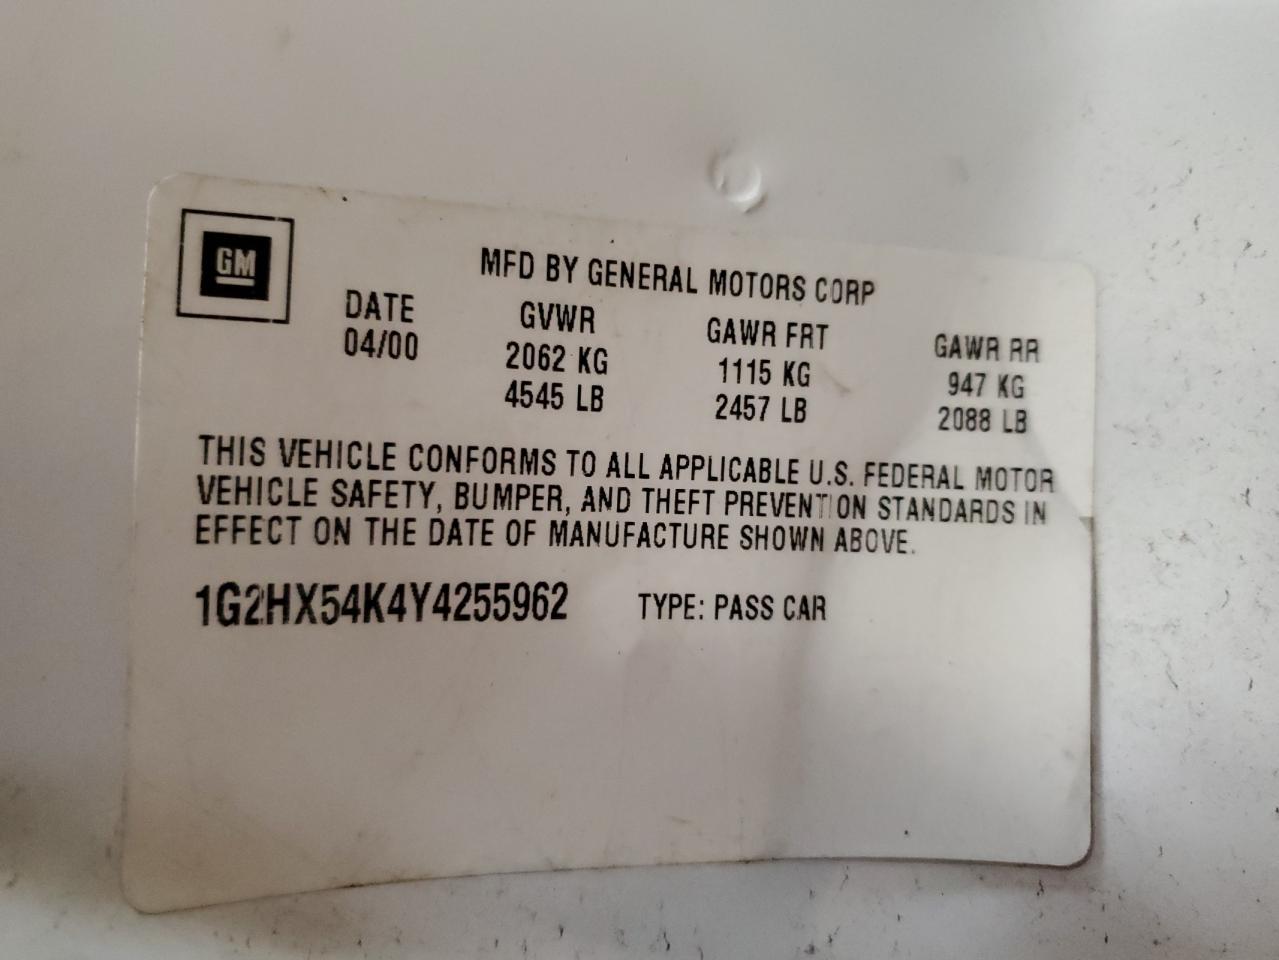 GM
MFD BY GENERAL MOTORS CORP
DATE GVWR GAWR FRT GAWR RR
04/00 2062 KG 1115 KG 947 KG
4545 LB 2457 LB 2088 LB
THIS VEHICLE CONFORMS TO ALL APPLICABLE U.S. FEDERAL MOTOR
VEHICLE SAFETY, BUMPER, AND THEFT PREVENTION STANDARDS IN
EFFECT ON THE DATE OF MANUFACTURE SHOWN ABOVE.
1G2HX54K4Y4255962 TYPE: PASS CAR